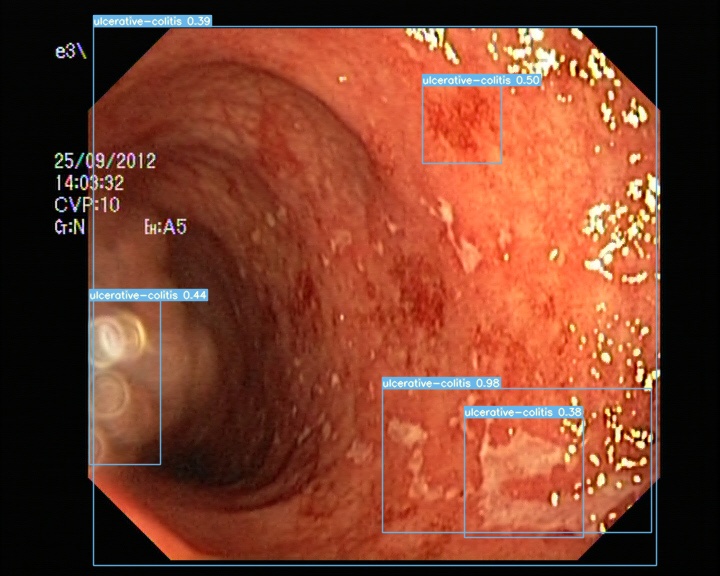 ulcerative-colitis 0.39
e3\
ulcerative-colitis 0.50
25/09/2012
14:03:32
CVP:10
G:N Eh:A5
ulcerative-colitis 0.44
ulcerative-colitis 0.98
ulcerative-colitis 0.38